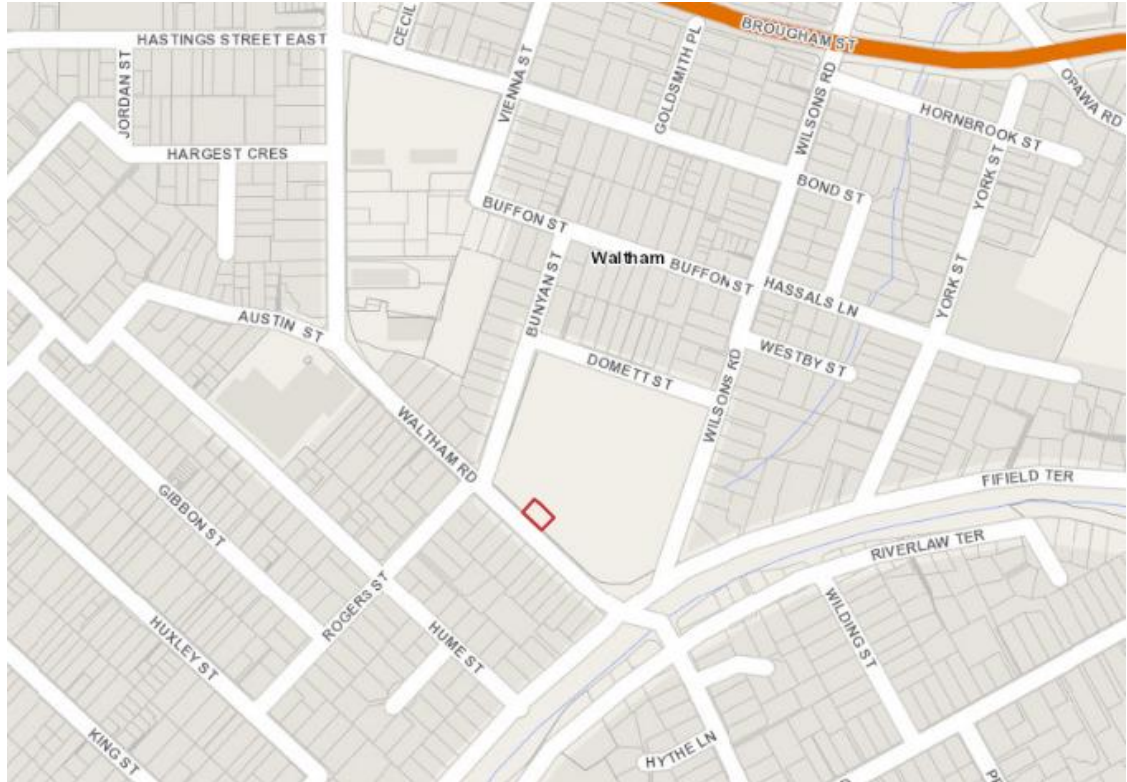 BROUGHAM ST
HASTINGS STREET EAST
CECIL
JORDAN ST
VIENNA ST
GOLDSMITH PL
WILSONS RD
OPAWA RD
HORNBROOK ST
HARGEST CRES
YORK ST
BOND ST
BUFFON ST
Waltham
BUFFON ST
HASSALS LN
YORK ST
BUNYAN ST
AUSTIN ST
WESTBY ST
DOMETT ST
WILSONS RD
WALTHAM RD
FIFIELD TER
GIBBON ST
RIVERLAW TER
ROGERS ST
WILDING ST
HUXLEY ST
HUME ST
KING ST
HYTHE LN